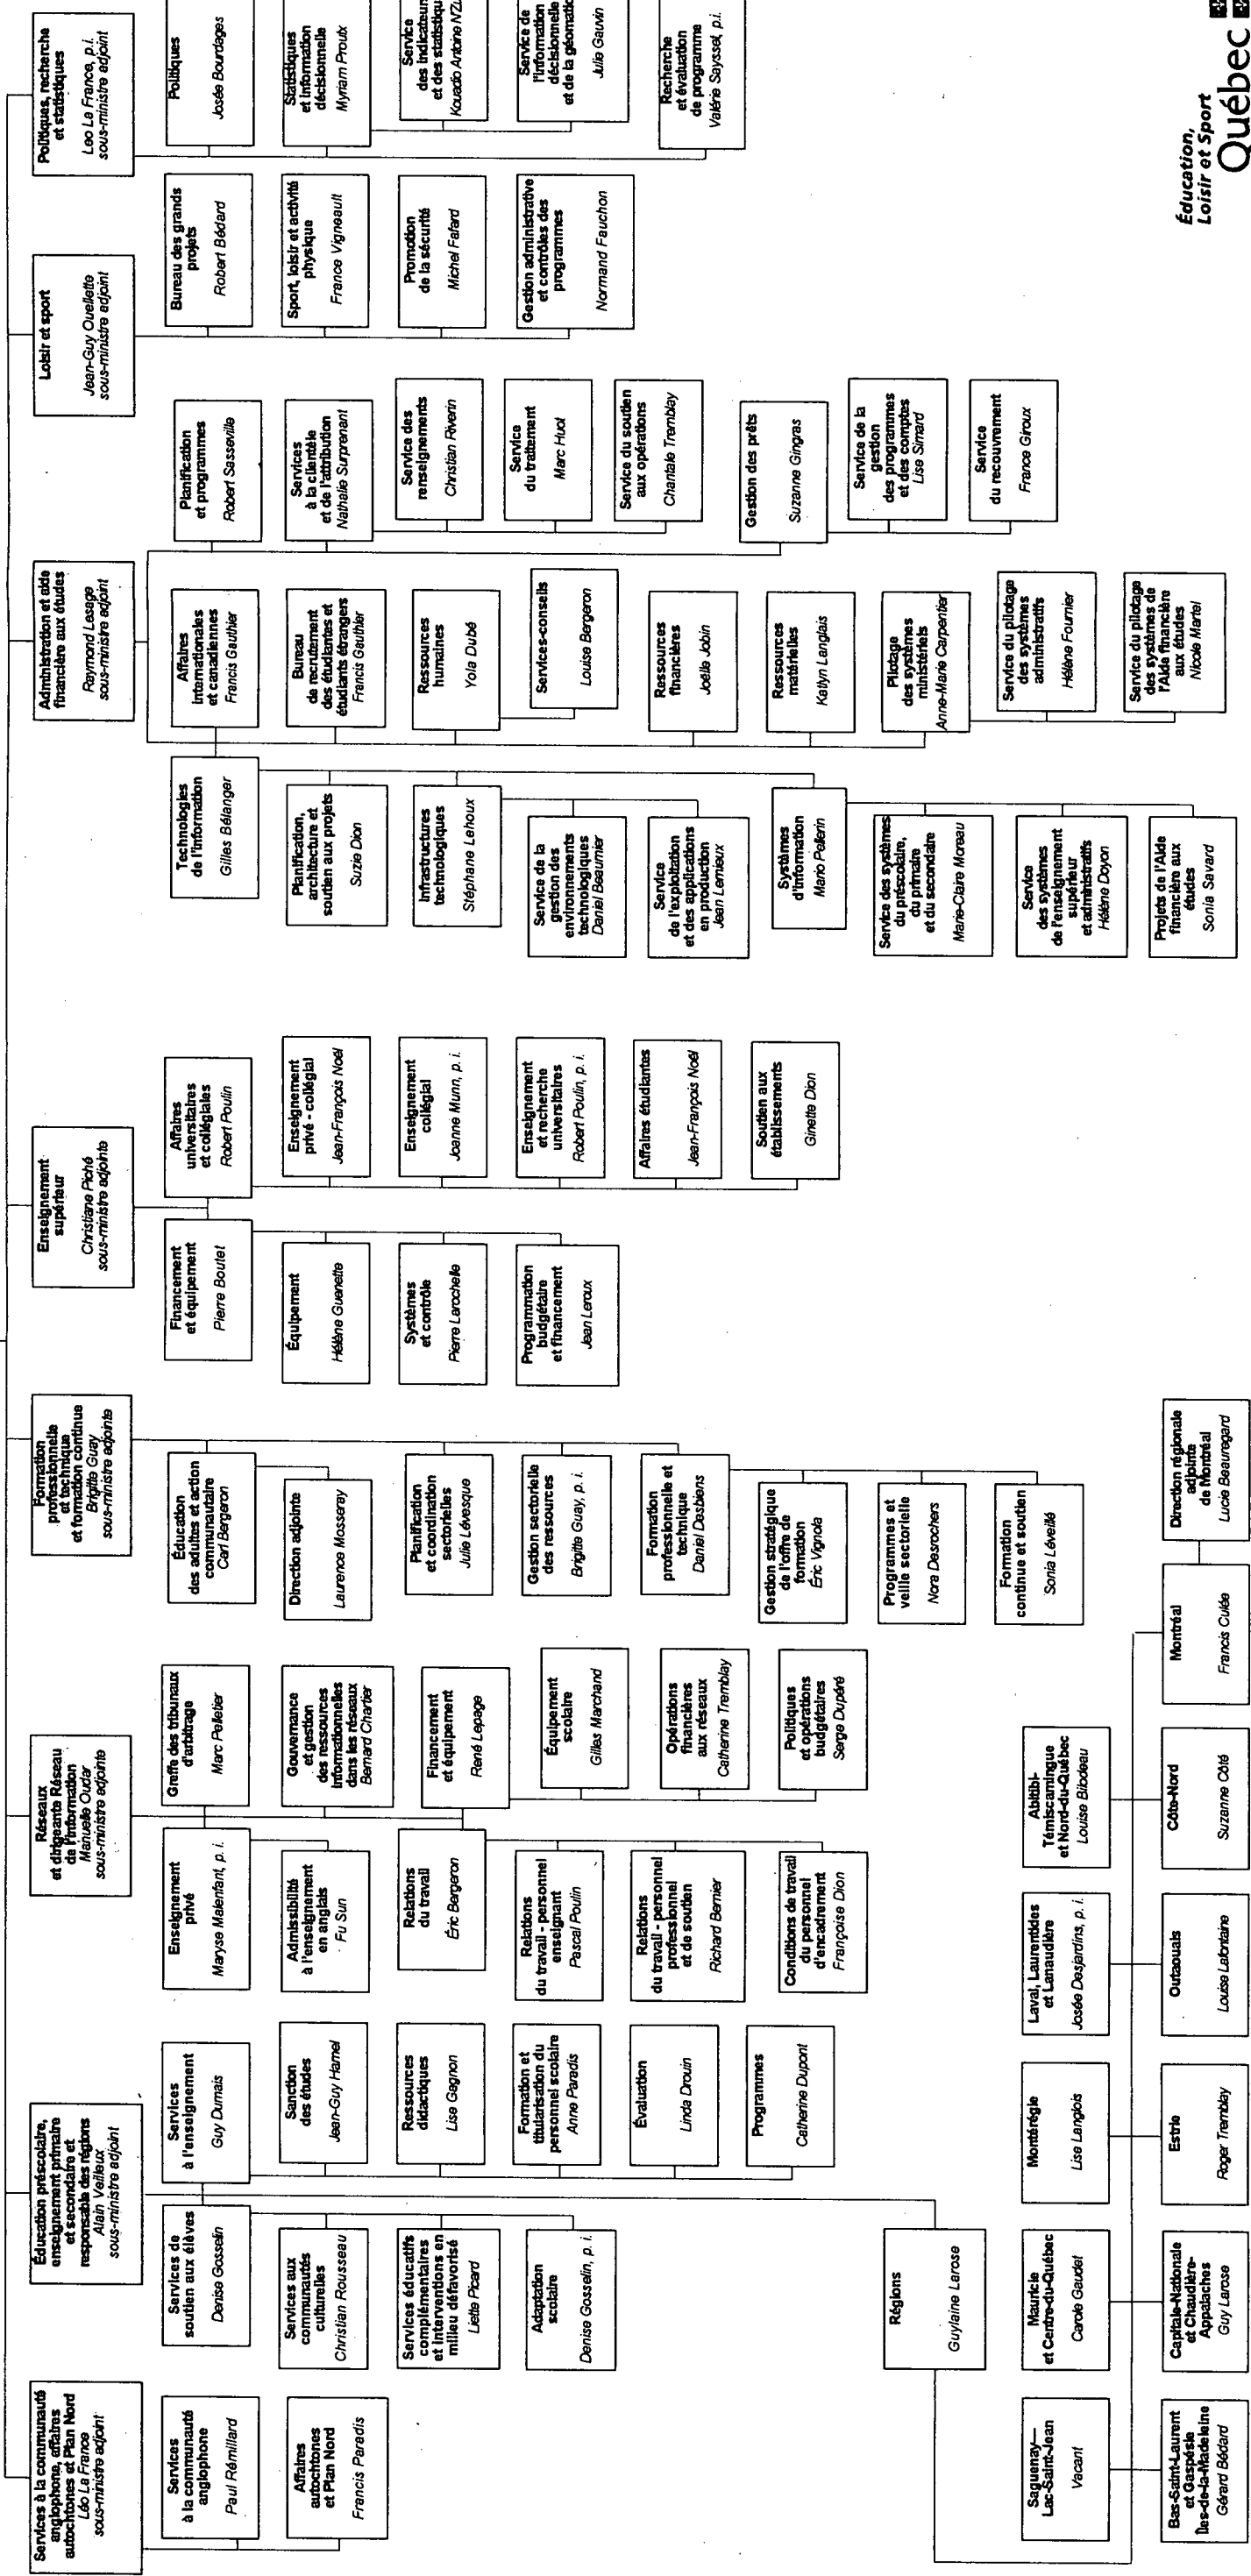 Services à la communauté
anglophone, affaires
autochtones et Plan Nord
Léo La France
sous-ministre adjoint
Services
à la communauté
anglophone
Paul Rémillard
Affaires
autochtones
et Plan Nord
Francis Paradis
Éducation préscolaire,
enseignement primaire
et secondaire et
responsable des régions
Alain Veilleux
sous-ministre adjoint
Services de
soutien aux élèves
Denise Gosselin
Services aux
communautés
culturelles
Christian Rousseau
Services éducatifs
complémentaires
et interventions en
milieu défavorisé
Liette Picard
Adaptation
scolaire
Denise Gosselin, p. i.
Services
à l'enseignement
Guy Dumais
Sanction
des études
Jean-Guy Hamel
Ressources
didactiques
Lise Gagnon
Formation et
titularisation du
personnel scolaire
Anne Paradis
Évaluation
Linda Drouin
Programmes
Catherine Dupont
Régions
Guylaine Larose
Saguenay—
Lac-Saint-Jean
Vacant
Mauricie
et Centre-du-Québec
Carole Gaudet
Montérégie
Lise Langlois
Laval, Laurentides
et Lanaudière
Josée Desjardins, p. i.
Abitibi-
Témiscamingue
et Nord-du-Québec
Louise Bilodeau
Montréal
Francis Culée
Direction régionale
adjointe
de Montréal
Lucie Beauregard
Bas-Saint-Laurent
et Gaspésie
Îles-de-la-Madeleine
Gérard Bédard
Capitale-Nationale
et Chaudière-
Appalaches
Guy Larose
Estrie
Roger Tremblay
Outaouais
Louise Lafontaine
Côte-Nord
Suzanne Côté
Réseaux
et dirigeante Réseau
de l'information
Manuelle Oudar
sous-ministre adjointe
Enseignement
privé
Maryse Malenfant, p. i.
Admissibilité
à l'enseignement
en anglais
Fu Sun
Relations
du travail
Éric Bergeron
Relations
du travail - personnel
enseignant
Pascal Poulin
Relations
du travail - personnel
professionnel
et de soutien
Richard Bernier
Conditions de travail
du personnel
d'encadrement
Françoise Dion
Greffe des tribunaux
d'arbitrage
Marc Pelletier
Gouvernance
et gestion
des ressources
informationnelles
dans les réseaux
Bernard Chartier
Financement
et équipement
René Lepage
Équipement
scolaire
Gilles Marchand
Opérations
financières
aux réseaux
Catherine Tremblay
Politiques
et opérations
budgétaires
Serge Dupéré
Formation
professionnelle
et technique
et formation continue
Brigitte Guay
sous-ministre adjointe
Éducation
des adultes et action
communautaire
Carl Bergeron
Direction adjointe
Laurence Mosseray
Planification
et coordination
sectorielles
Julie Lévesque
Gestion sectorielle
des ressources
Brigitte Guay, p. i.
Formation
professionnelle et
technique
Daniel Desbiens
Gestion stratégique
de l'offre de
formation
Éric Vignola
Programmes et
veille sectorielle
Nora Desrochers
Formation
continue et soutien
Sonia Léveillé
Enseignement
supérieur
Christiane Piché
sous-ministre adjointe
Financement
et équipement
Pierre Boutet
Équipement
Hélène Guenette
Systèmes
et contrôle
Pierre Larochelle
Programmation
budgétaire
et financement
Jean Leroux
Affaires
universitaires
et collégiales
Robert Poulin
Enseignement
privé - collégial
Jean-François Noël
Enseignement
collégial
Joanne Munn, p. i.
Enseignement
et recherche
universitaires
Robert Poulin, p. i.
Affaires étudiantes
Jean-François Noël
Soutien aux
établissements
Ginette Dion
Administration et aide
financière aux études
Raymond Lesage
sous-ministre adjoint
Technologies
de l'information
Gilles Bélanger
Planification,
architecture et
soutien aux projets
Suzie Dion
Infrastructures
technologiques
Stéphane Lehoux
Service de la
gestion des
environnements
technologiques
Daniel Beaumier
Service
de l'exploitation
et des applications
en production
Jean Lemieux
Systèmes
d'information
Mario Pellerin
Service des systèmes
du préscolaire,
du primaire
et du secondaire
Marie-Claire Moreau
Service
des systèmes
de l'enseignement
supérieur
et administratifs
Hélène Doyon
Projets de l'Aide
financière aux
études
Sonia Savard
Affaires
internationales
et canadiennes
Francis Gauthier
Bureau
de recrutement
des étudiantes et
étudiants étrangers
Francis Gauthier
Ressources
humaines
Yola Dubé
Services-conseils
Louise Bergeron
Ressources
financières
Joëlle Jobin
Ressources
matérielles
Katlyn Langlais
Pilotage
des systèmes
ministériels
Anne-Marie Carpentier
Service du pilotage
des systèmes
administratifs
Hélène Fournier
Service du pilotage
des systèmes de
l'Aide financière
aux études
Nicole Martel
Planification
et programmes
Robert Sasseville
Services
à la clientèle
et de l'attribution
Nathalie Surprenant
Service des
renseignements
Christian Riverin
Service
du traitement
Marc Huot
Service du soutien
aux opérations
Chantale Tremblay
Gestion des prêts
Suzanne Gingras
Service de la
gestion
des programmes
et des comptes
Lise Simard
Service
du recouvrement
France Giroux
Loisir et sport
Jean-Guy Ouellette
sous-ministre adjoint
Bureau des grands
projets
Robert Bédard
Sport, loisir et activité
physique
France Vigneault
Promotion
de la sécurité
Michel Fafard
Gestion administrative
et contrôles des
programmes
Normand Fauchon
Politiques, recherche
et statistiques
Leo La France, p.i.
sous-ministre adjoint
Politiques
Josée Bourdages
Statistiques
et information
décisionnelle
Myriam Proulx
Service
des indicateurs
et des statistiqu
Kouadio Antoine N'Zu
Service de
l'information
décisionnelle
et de la géomatic
Julie Gauvin
Recherche
et évaluation
de programme
Valérie Saysset, p.i.
Éducation,
Loisir et Sport
Québec